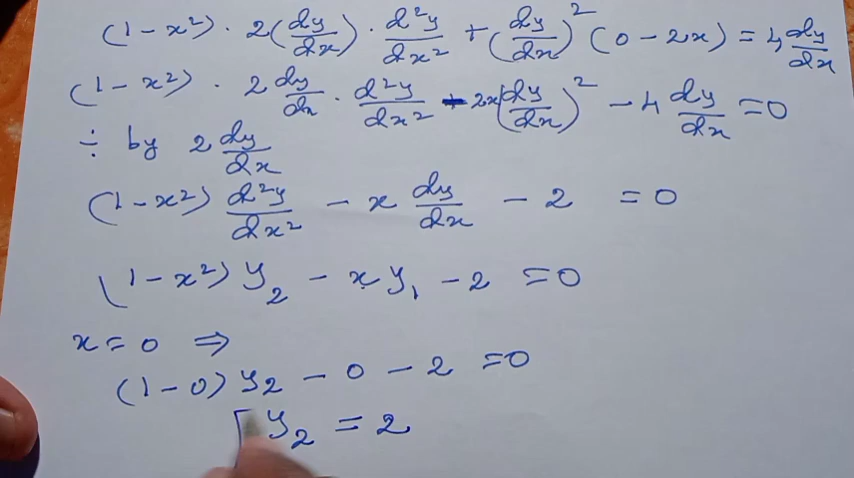 (1-x²) · 2(dy/dx) · d²y/dx² + (dy/dx)² (0-2x) = 4 dy/dx
(1-x²) · 2 dy/dx · d²y/dx² - 2x(dy/dx)² - 4 dy/dx = 0
÷ by 2 dy/dx
(1-x²) d²y/dx² - x dy/dx - 2 = 0
(1-x²) y₂ - x y₁ - 2 = 0
x = 0 ⇒
(1-0) y₂ - 0 - 2 = 0
y₂ = 2